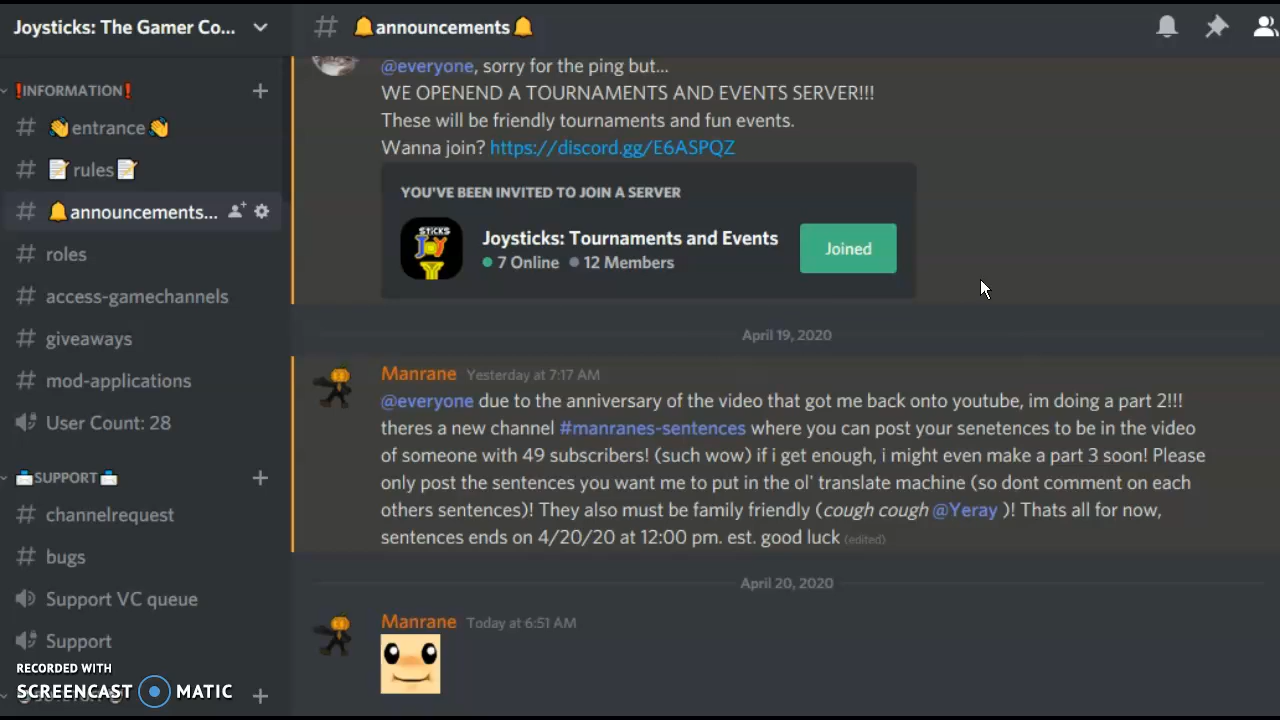 Joysticks: The Gamer Co...
❗INFORMATION❗
# 👋entrance👋
# 📝rules📝
# 🔔announcements...
# roles
# access-gamechannels
# giveaways
# mod-applications
User Count: 28
📩SUPPORT📩
# channelrequest
# bugs
Support VC queue
Support
RECORDED WITH
SCREENCAST MATIC
# 🔔announcements🔔
@everyone, sorry for the ping but...
WE OPENEND A TOURNAMENTS AND EVENTS SERVER!!!
These will be friendly tournaments and fun events.
Wanna join? https://discord.gg/E6ASPQZ
YOU'VE BEEN INVITED TO JOIN A SERVER
STICKS
JOY
Joysticks: Tournaments and Events
7 Online 12 Members
Joined
April 19, 2020
Manrane Yesterday at 7:17 AM
@everyone due to the anniversary of the video that got me back onto youtube, im doing a part 2!!!
theres a new channel #manranes-sentences where you can post your senetences to be in the video
of someone with 49 subscribers! (such wow) if i get enough, i might even make a part 3 soon! Please
only post the sentences you want me to put in the ol' translate machine (so dont comment on each
others sentences)! They also must be family friendly (cough cough @Yeray )! Thats all for now,
sentences ends on 4/20/20 at 12:00 pm. est. good luck (edited)
April 20, 2020
Manrane Today at 6:51 AM